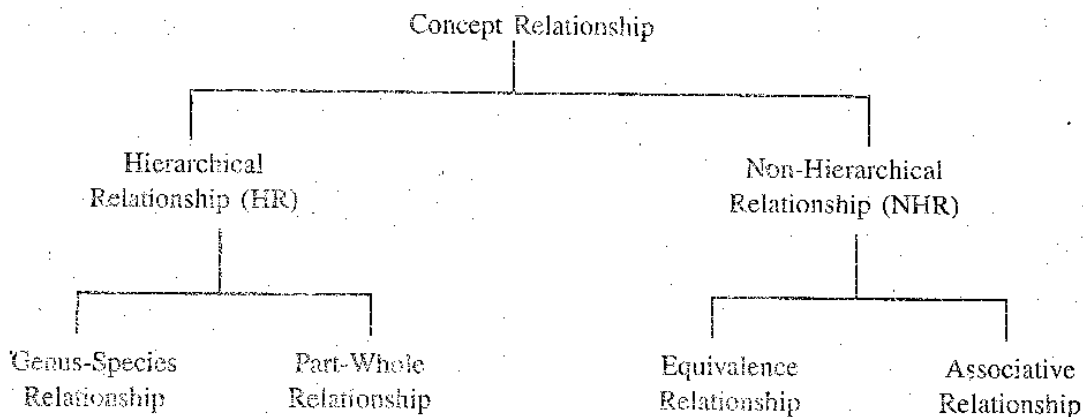 Concept Relationship
Hierarchical
Relationship (HR)
Non-Hierarchical
Relationship (NHR)
Genus-Species
Relationship
Part-Whole
Relationship
Equivalence
Relationship
Associative
Relationship